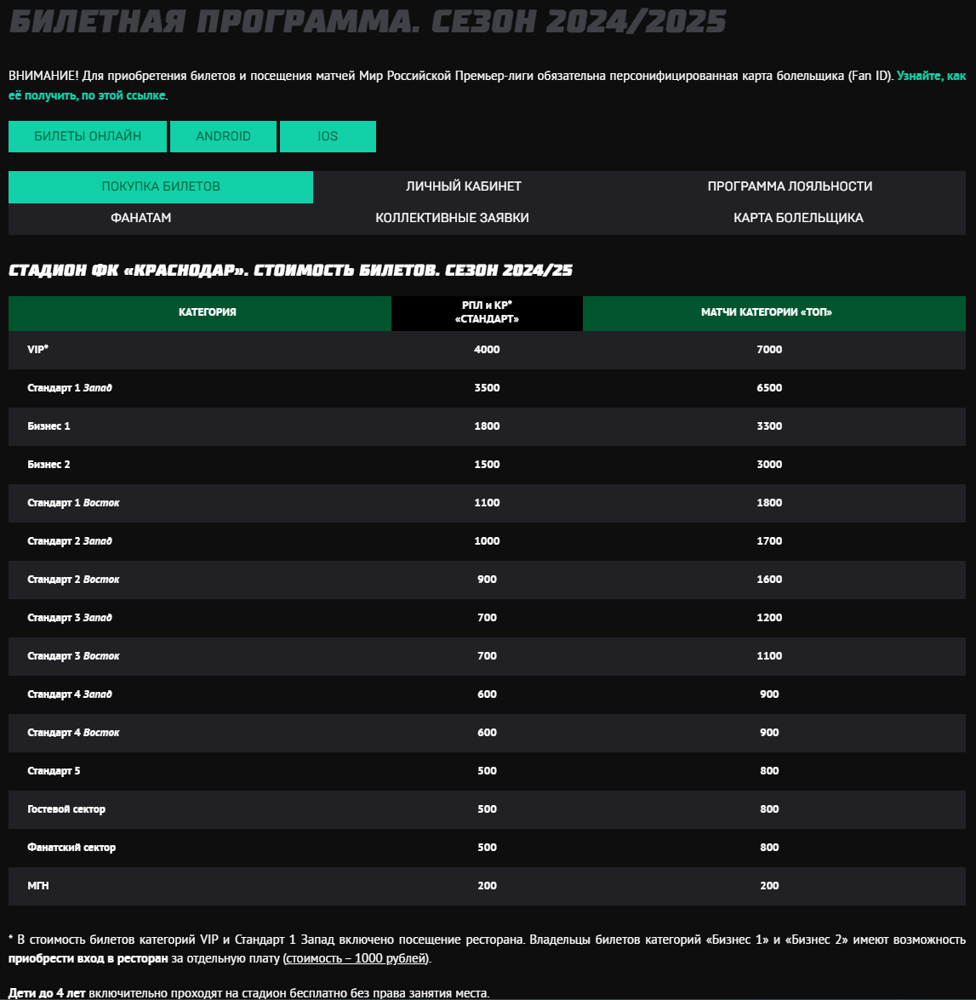 БИЛЕТНАЯ ПРОГРАММА. СЕЗОН 2024/2025
ВНИМАНИЕ! Для приобретения билетов и посещения матчей Мир Российской Премьер-лиги обязательна персонифицированная карта болельщика (Fan ID). Узнайте, как
её получить, по этой ссылке.
БИЛЕТЫ ОНЛАЙН ANDROID IOS
ПОКУПКА БИЛЕТОВ ЛИЧНЫЙ КАБИНЕТ ПРОГРАММА ЛОЯЛЬНОСТИ
ФАНАТАМ КОЛЛЕКТИВНЫЕ ЗАЯВКИ КАРТА БОЛЕЛЬЩИКА
СТАДИОН ФК «КРАСНОДАР». СТОИМОСТЬ БИЛЕТОВ. СЕЗОН 2024/25
КАТЕГОРИЯ РПЛ и КР* МАТЧИ КАТЕГОРИИ «ТОП»
«СТАНДАРТ»
VIP* 4000 7000
Стандарт 1 Запад 3500 6500
Бизнес 1 1800 3300
Бизнес 2 1500 3000
Стандарт 1 Восток 1100 1800
Стандарт 2 Запад 1000 1700
Стандарт 2 Восток 900 1600
Стандарт 3 Запад 700 1200
Стандарт 3 Восток 700 1100
Стандарт 4 Запад 600 900
Стандарт 4 Восток 600 900
Стандарт 5 500 800
Гостевой сектор 500 800
Фанатский сектор 500 800
МГН 200 200
* В стоимость билетов категорий VIP и Стандарт 1 Запад включено посещение ресторана. Владельцы билетов категорий «Бизнес 1» и «Бизнес 2» имеют возможность
приобрести вход в ресторан за отдельную плату (стоимость – 1000 рублей).
Дети до 4 лет включительно проходят на стадион бесплатно без права занятия места.